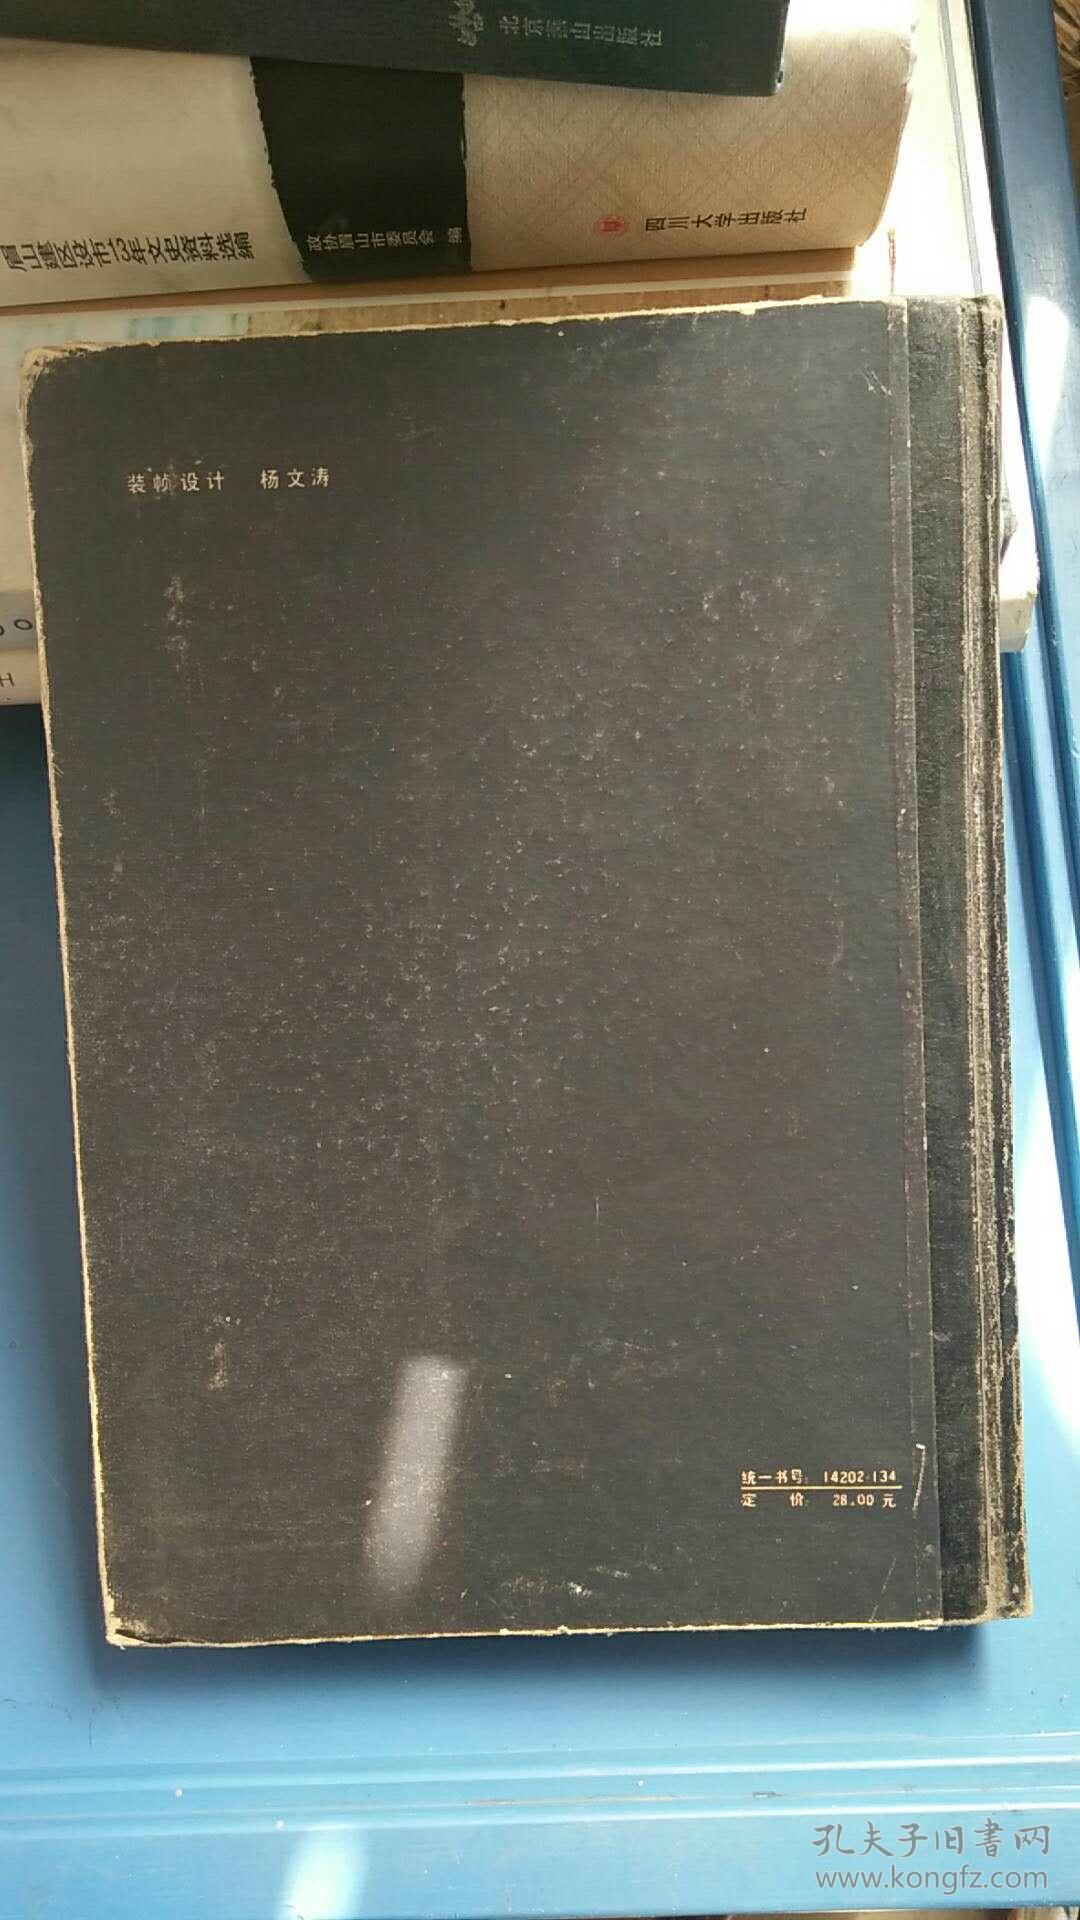 北京燕山出版社
眉山建区设市13年文史资料选编
政协眉山市委员会 编
四川大学出版社
装帧设计 杨文涛
统一书号: 14202·134
定 价: 28.00 元
孔夫子旧書网
www.kongfz.com